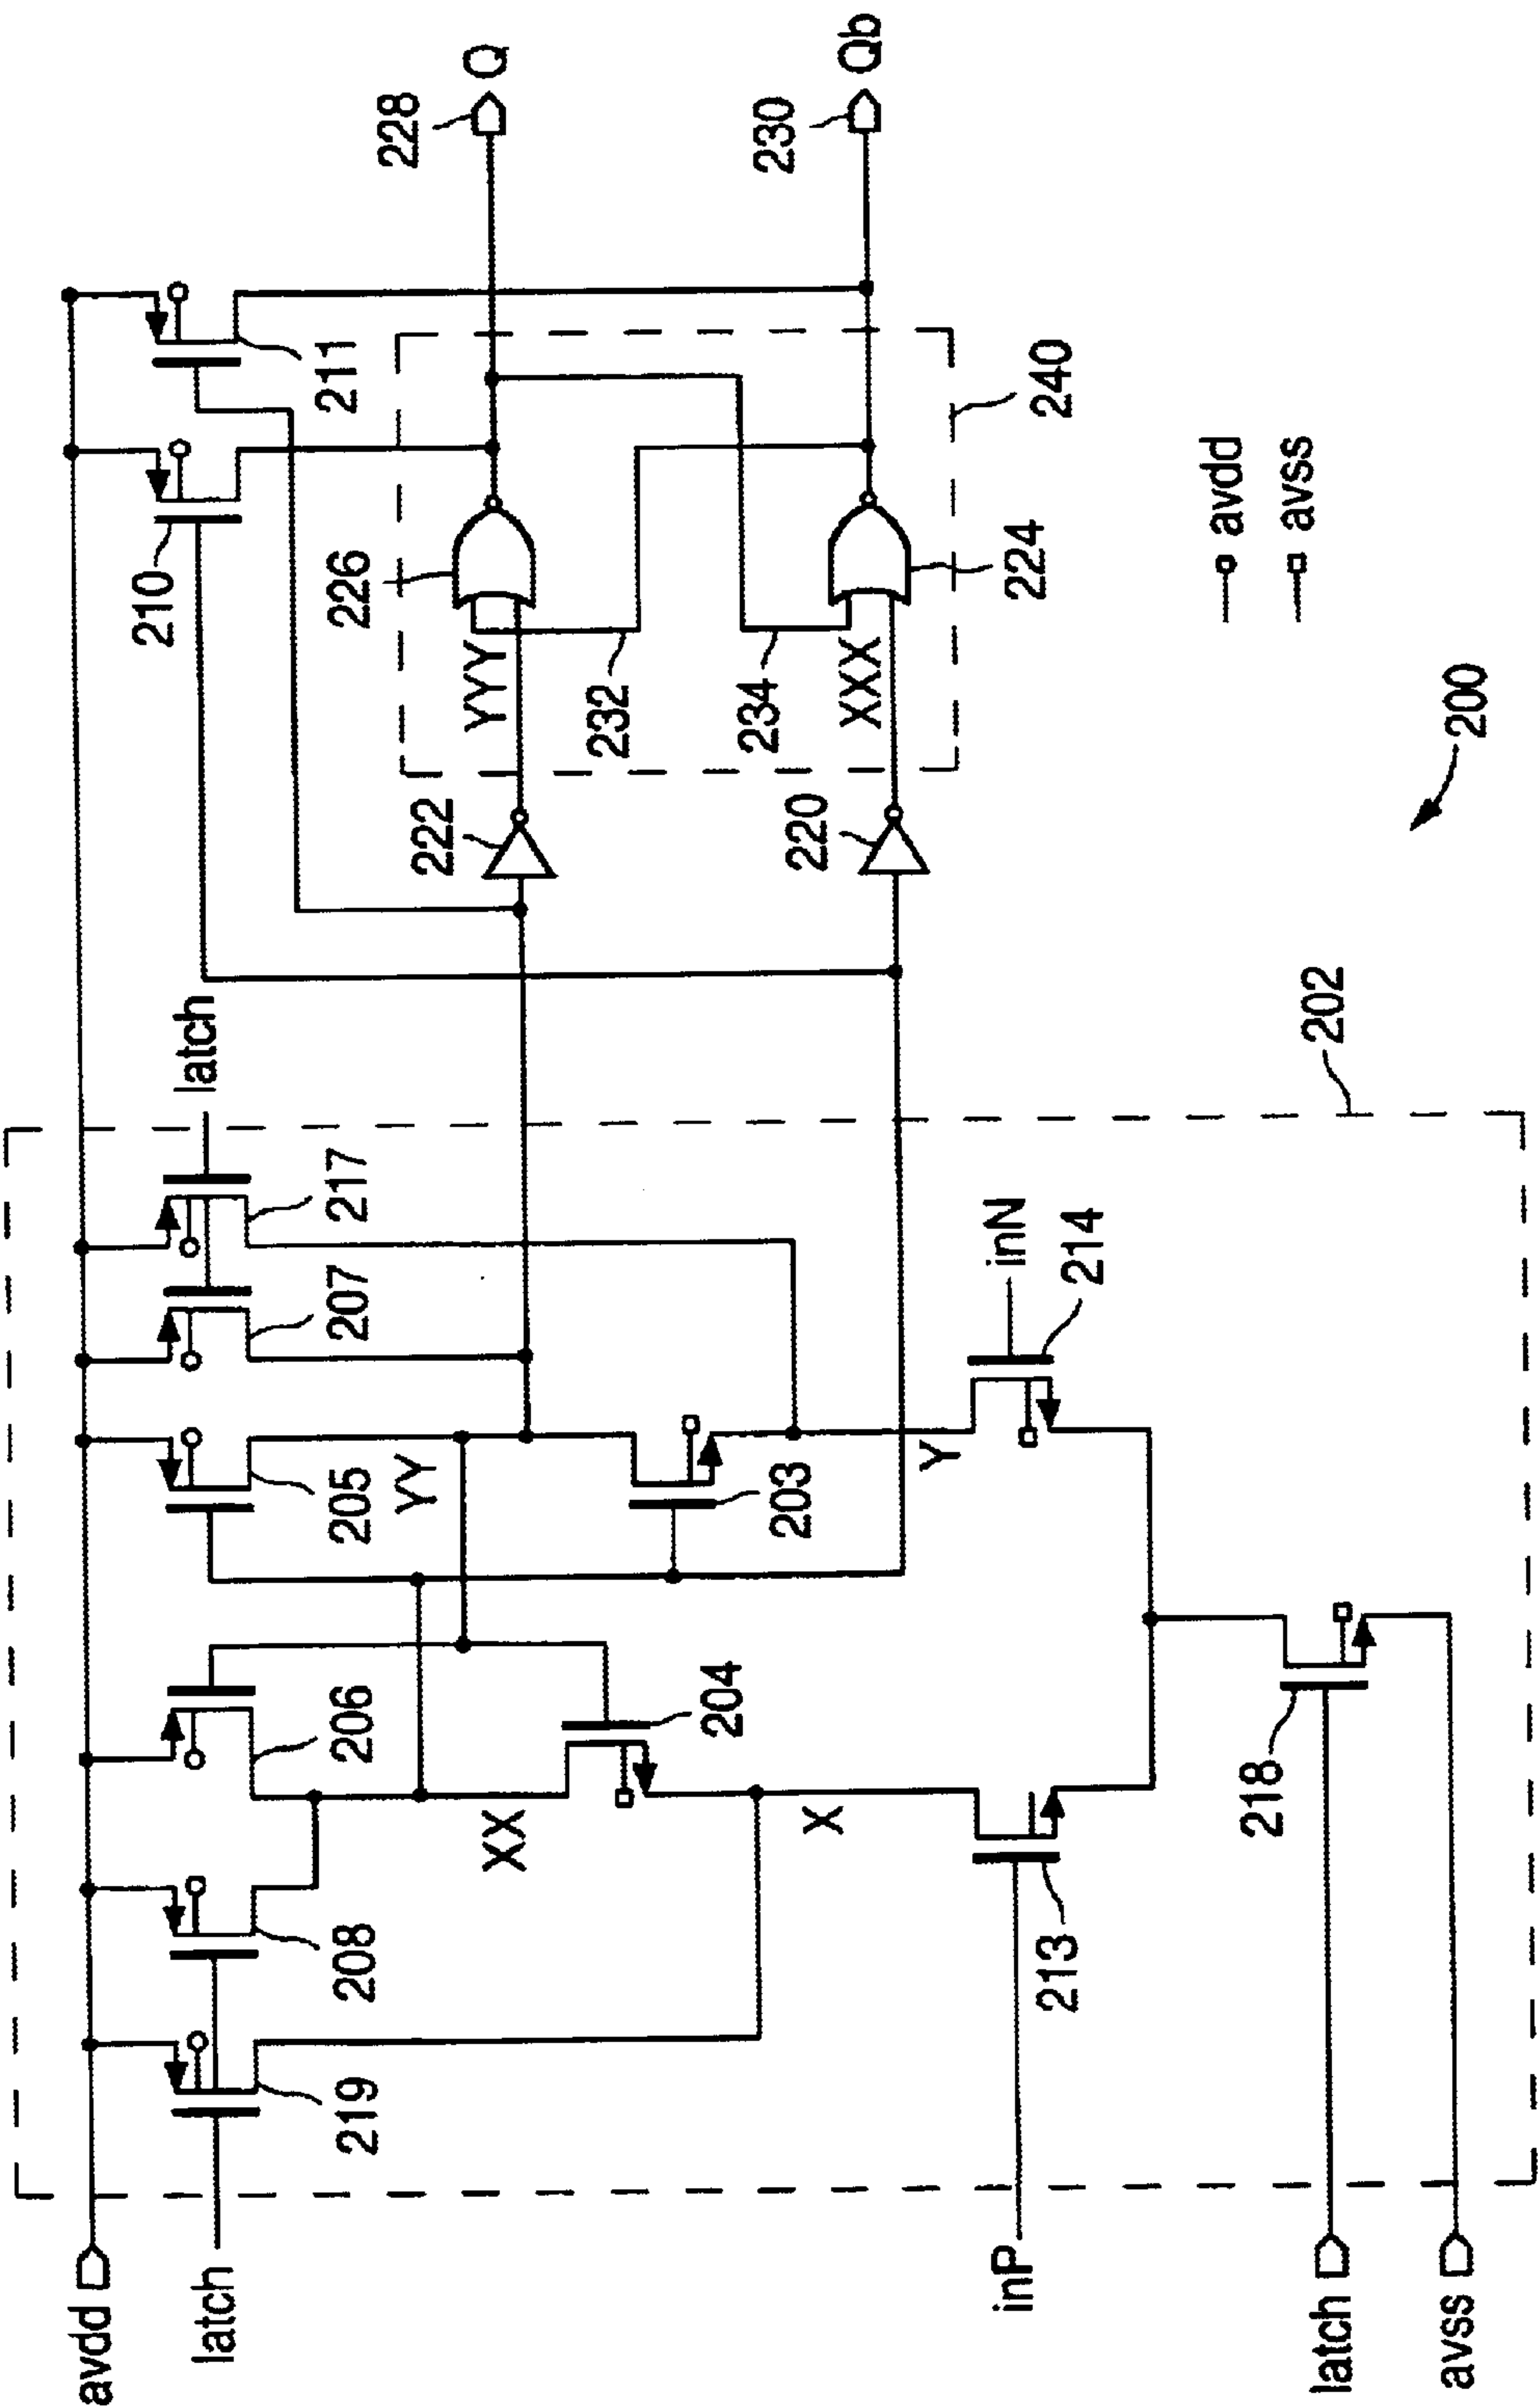 avdd
latch
219
208
206
205
207
217
latch
210
211
XX
YY
204
203
X
Y
inP
213
inN
214
latch
218
avss
202
222
220
YYY
XXX
226
224
232
234
240
228
Q
230
Qb
avdd
avss
200